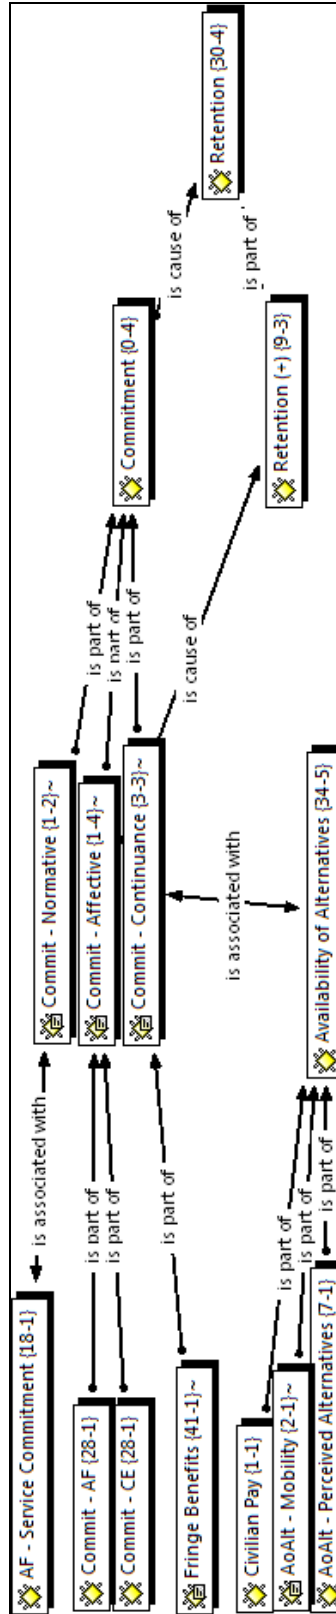 AF - Service Commitment {18-1}
is associated with
Commit - Normative {1-2}~
is part of
Commit - AF {28-1}
is part of
Commit - Affective {1-4}~
is part of
Commitment {0-4}
is cause of
Retention {30-4}
Commit - CE {28-1}
is part of
Commit - Continuance {3-3}~
is part of
is part of
Fringe Benefits {41-1}~
is part of
is cause of
Retention (+) {9-3}
is associated with
Civilian Pay {1-1}
is part of
AoAlt - Mobility {2-1}~
is part of
Availability of Alternatives {34-5}
AoAlt - Perceived Alternatives {7-1}
is part of